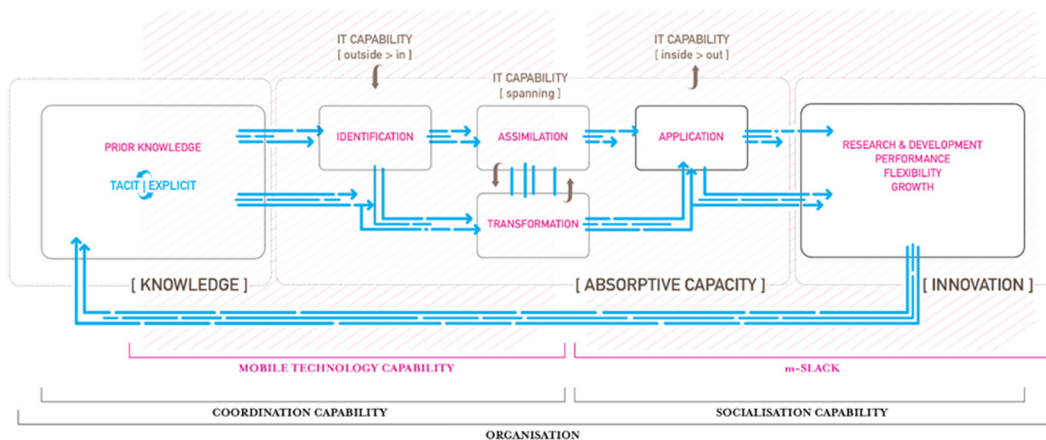 IT CAPABILITY
[ outside > in ]
IT CAPABILITY
[ inside > out ]
IT CAPABILITY
[ spanning ]
PRIOR KNOWLEDGE
TACIT | EXPLICIT
IDENTIFICATION
ASSIMILATION
APPLICATION
RESEARCH & DEVELOPMENT
PERFORMANCE
FLEXIBILITY
GROWTH
TRANSFORMATION
[ KNOWLEDGE ]
[ ABSORPTIVE CAPACITY ]
[ INNOVATION ]
MOBILE TECHNOLOGY CAPABILITY
m-SLACK
COORDINATION CAPABILITY
SOCIALISATION CAPABILITY
ORGANISATION